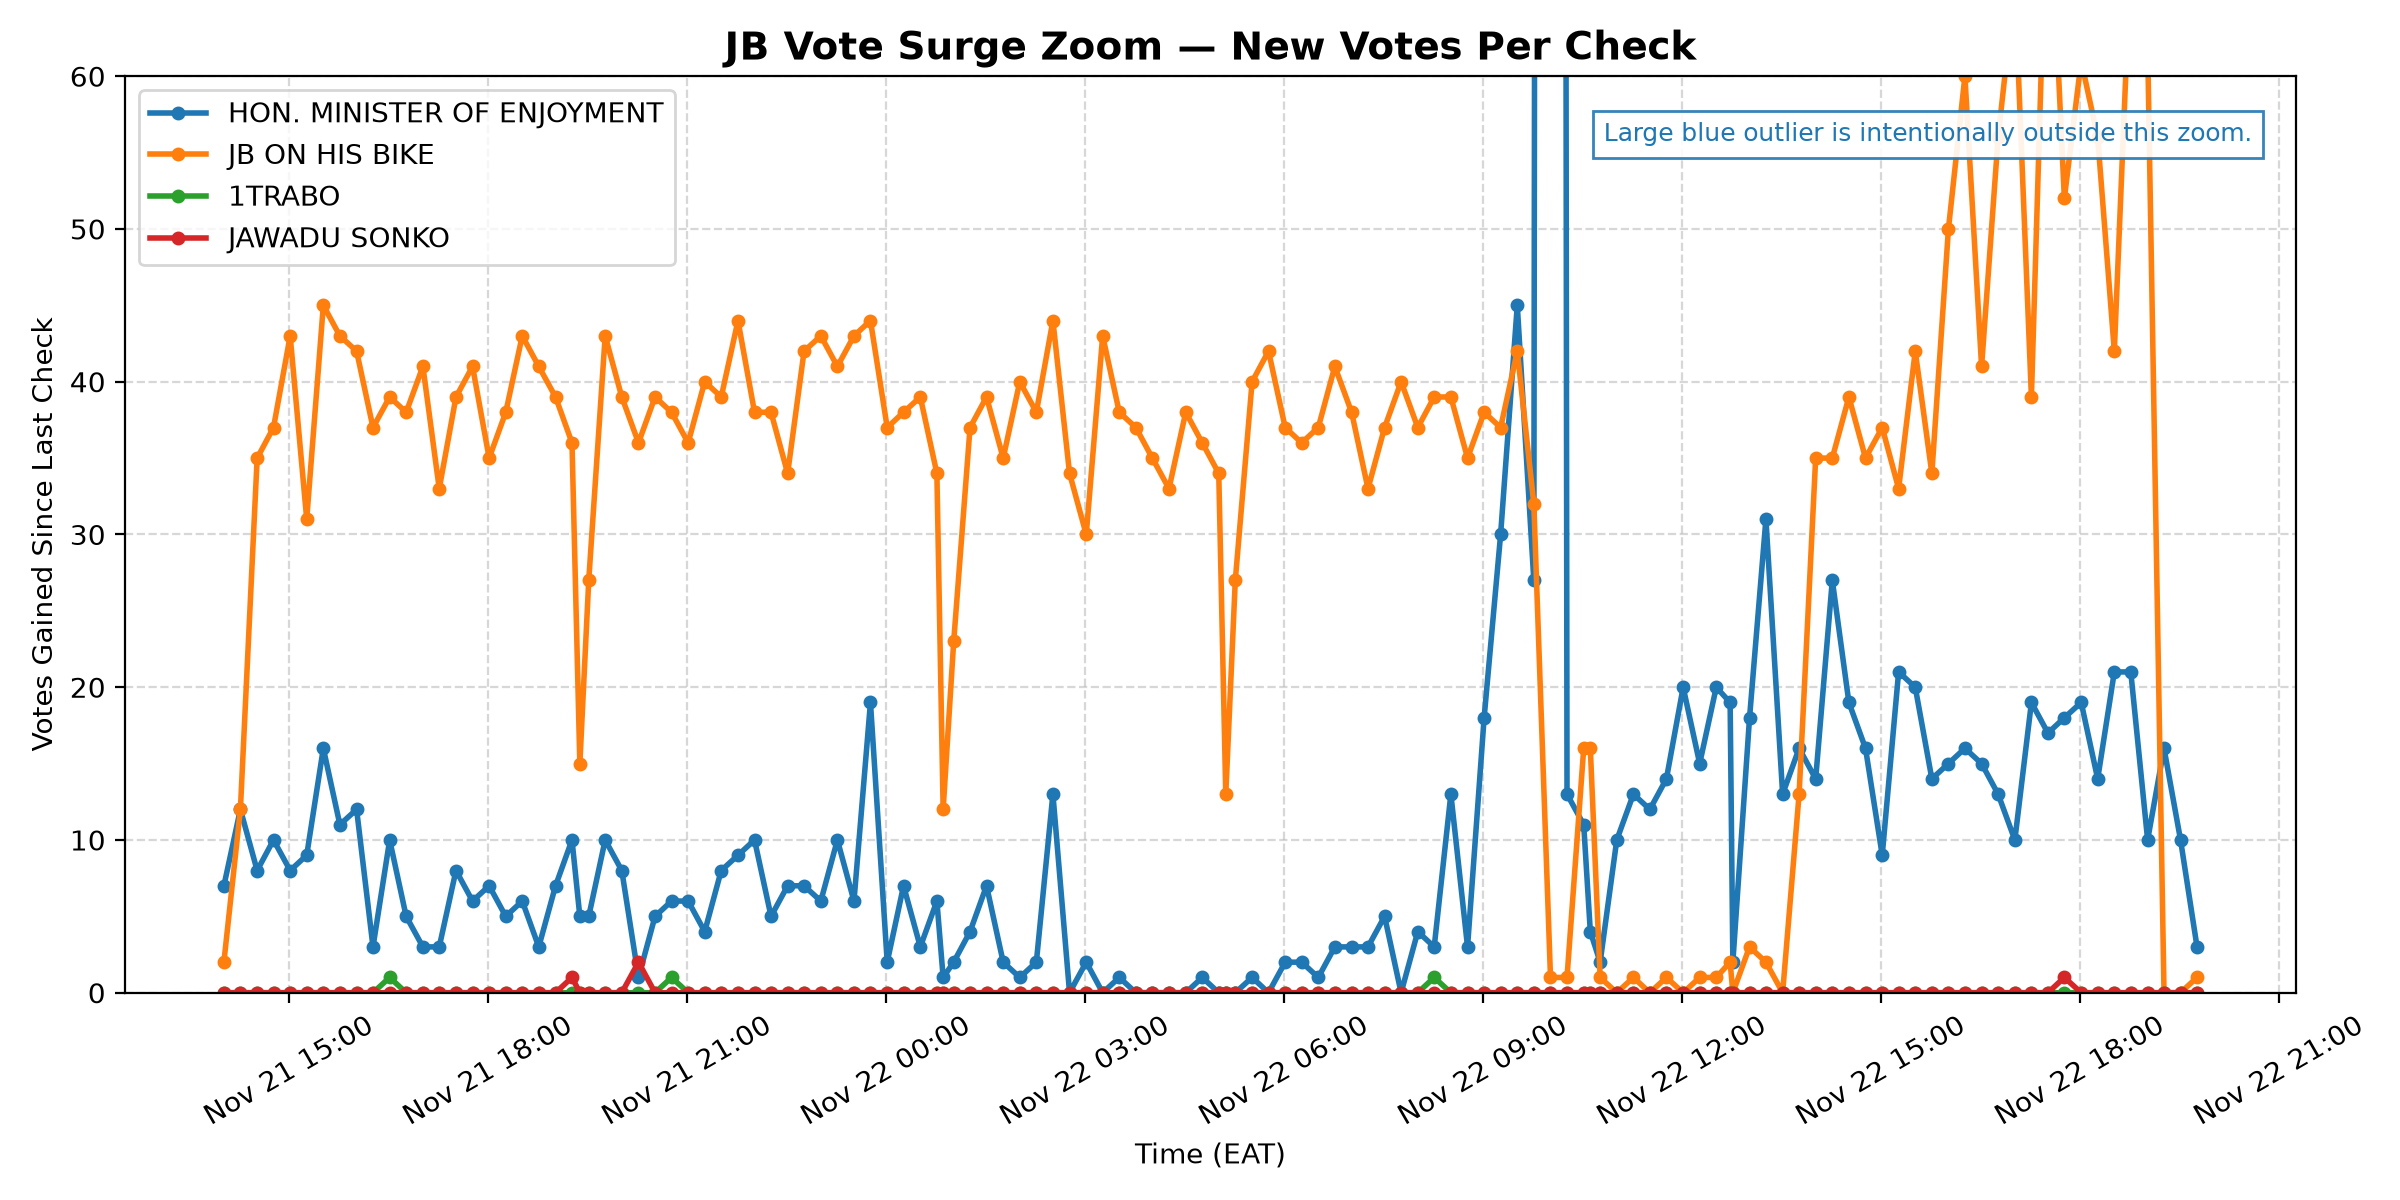 JB Vote Surge Zoom — New Votes Per Check
60
50
40
30
20
10
0
Votes Gained Since Last Check
HON. MINISTER OF ENJOYMENT
JB ON HIS BIKE
1TRABO
JAWADU SONKO
Large blue outlier is intentionally outside this zoom.
Nov 21 15:00
Nov 21 18:00
Nov 21 21:00
Nov 22 00:00
Nov 22 03:00
Nov 22 06:00
Nov 22 09:00
Nov 22 12:00
Nov 22 15:00
Nov 22 18:00
Nov 22 21:00
Time (EAT)